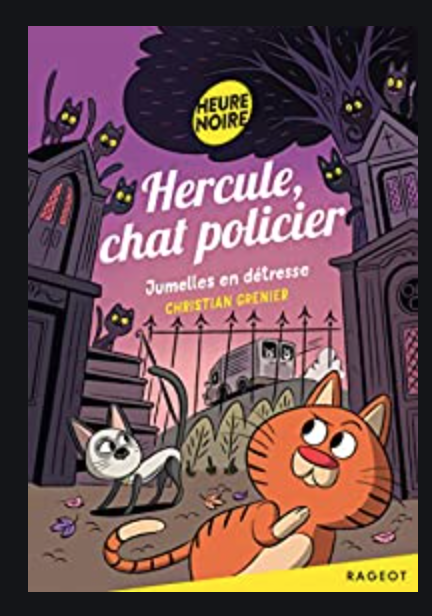 HEURE
NOIRE
Hercule,
chat policier
Jumelles en détresse
CHRISTIAN GRENIER
RAGEOT